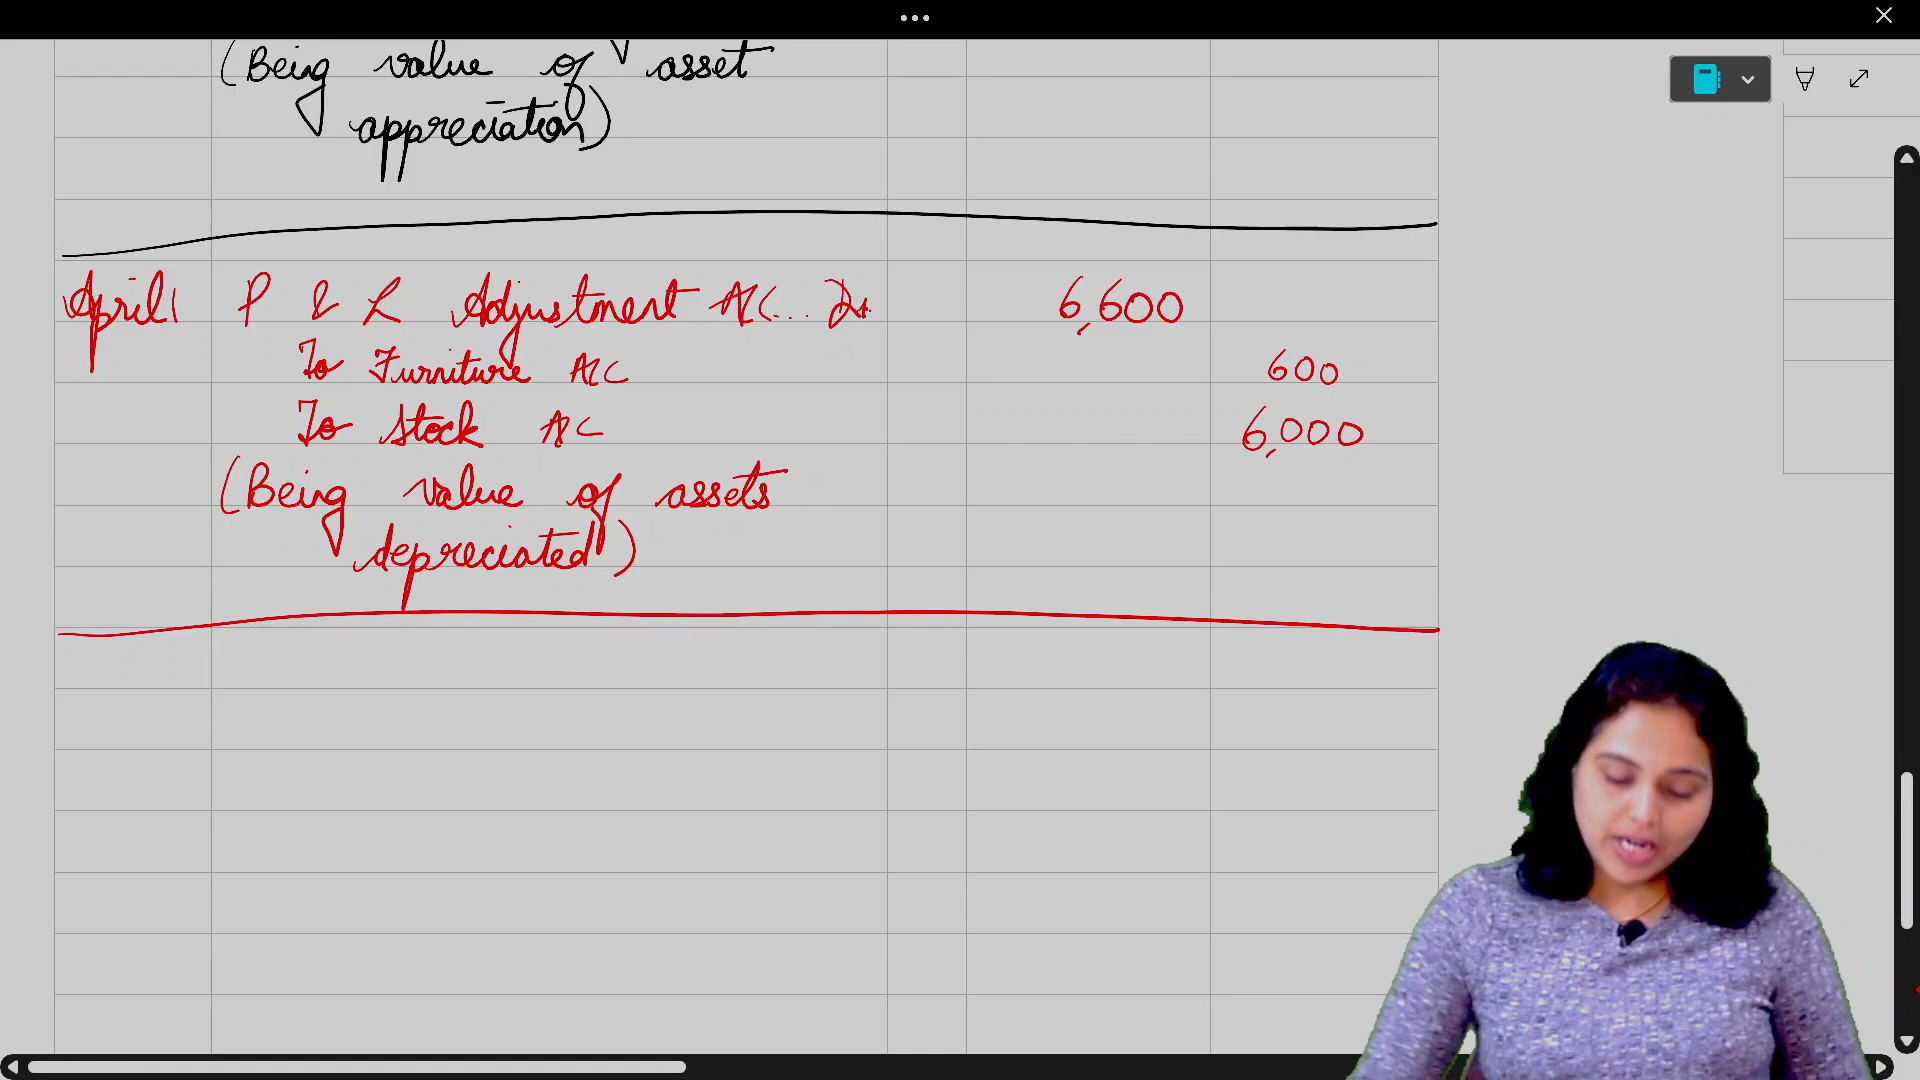 (Being value of asset
appreciation)
April 1 P & L Adjustment A/C... Dr 6,600
To Furniture A/C 600
To Stock A/C 6,000
(Being value of assets
depreciated)